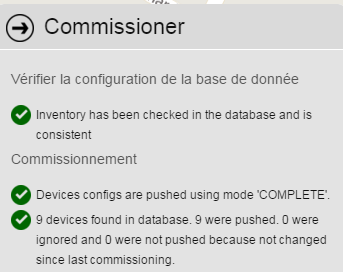 Commissioner
Vérifier la configuration de la base de donnée
Inventory has been checked in the database and is
consistent
Commissionnement
Devices configs are pushed using mode 'COMPLETE'.
9 devices found in database. 9 were pushed. 0 were
ignored and 0 were not pushed because not changed
since last commissioning.